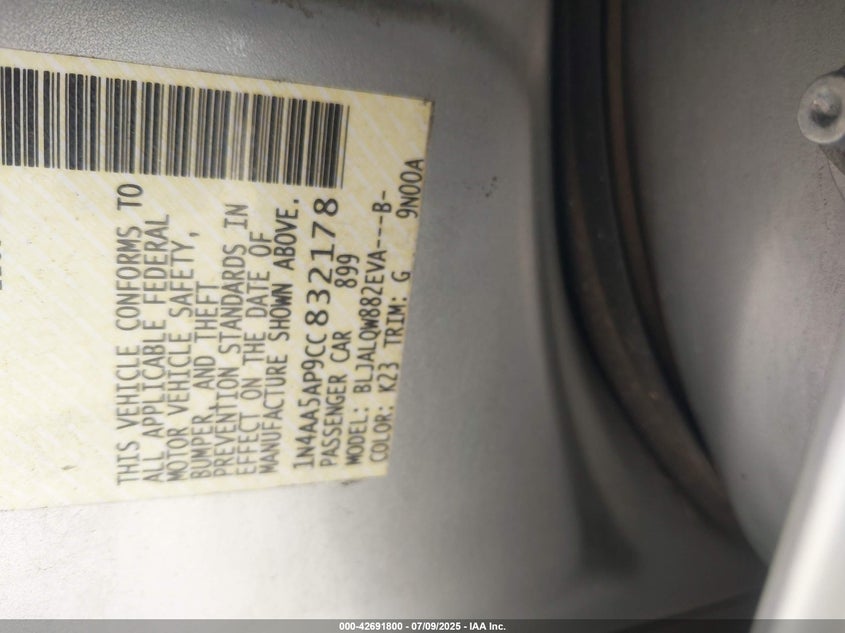 THIS VEHICLE CONFORMS TO
ALL APPLICABLE FEDERAL
MOTOR VEHICLE SAFETY,
BUMPER, AND THEFT
PREVENTION STANDARDS IN
EFFECT ON THE DATE OF
MANUFACTURE SHOWN ABOVE.
1N4AA5AP9CC832178
PASSENGER CAR 899
MODEL: BLJALQW882EVA---B-
COLOR: K23 TRIM: G 9N00A
000-42691800 - 07/09/2025 - IAA Inc.